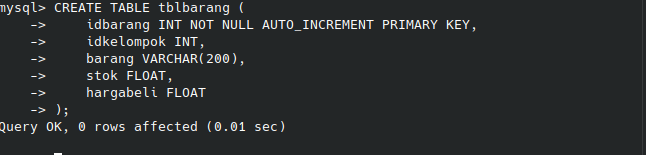 mysql> CREATE TABLE tblbarang (
    ->     idbarang INT NOT NULL AUTO_INCREMENT PRIMARY KEY,
    ->     idkelompok INT,
    ->     barang VARCHAR(200),
    ->     stok FLOAT,
    ->     hargabeli FLOAT
    -> );
Query OK, 0 rows affected (0.01 sec)